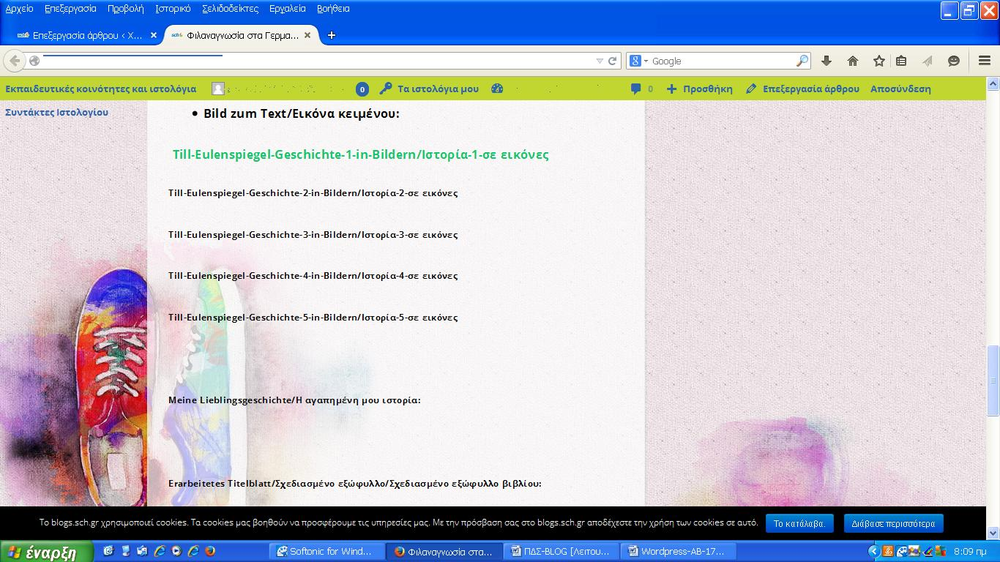 Αρχείο Επεξεργασία Προβολή Ιστορικό Σελιδοδείκτες Εργαλεία Βοήθεια
Επεξεργασία άρθρου < Χ... Φιλαναγνωσία στα Γερμα...
Google
Εκπαιδευτικές κοινότητες και ιστολόγια 0 Τα ιστολόγια μου 0 Προσθήκη Επεξεργασία άρθρου Αποσύνδεση
Συντάκτες Ιστολογίου
• Bild zum Text/Εικόνα κειμένου:
Till-Eulenspiegel-Geschichte-1-in-Bildern/Ιστορία-1-σε εικόνες
Till-Eulenspiegel-Geschichte-2-in-Bildern/Ιστορία-2-σε εικόνες
Till-Eulenspiegel-Geschichte-3-in-Bildern/Ιστορία-3-σε εικόνες
Till-Eulenspiegel-Geschichte-4-in-Bildern/Ιστορία-4-σε εικόνες
Till-Eulenspiegel-Geschichte-5-in-Bildern/Ιστορία-5-σε εικόνες
Meine Lieblingsgeschichte/Η αγαπημένη μου ιστορία:
Erarbeitetes Titelblatt/Σχεδιασμένο εξώφυλλο/Σχεδιασμένο εξώφυλλο βιβλίου:
Το blogs.sch.gr χρησιμοποιεί cookies. Τα cookies μας βοηθούν να προσφέρουμε τις υπηρεσίες μας. Με την πρόσβαση σας στο blogs.sch.gr αποδέχεστε την χρήση των cookies σε αυτό. Το κατάλαβα. Διάβασε περισσότερα
έναρξη Softonic for Wind... Φιλαναγνωσία στα... ΠΔΣ-BLOG [Λειτου... Wordpress-AB-17... 8:09 πμ